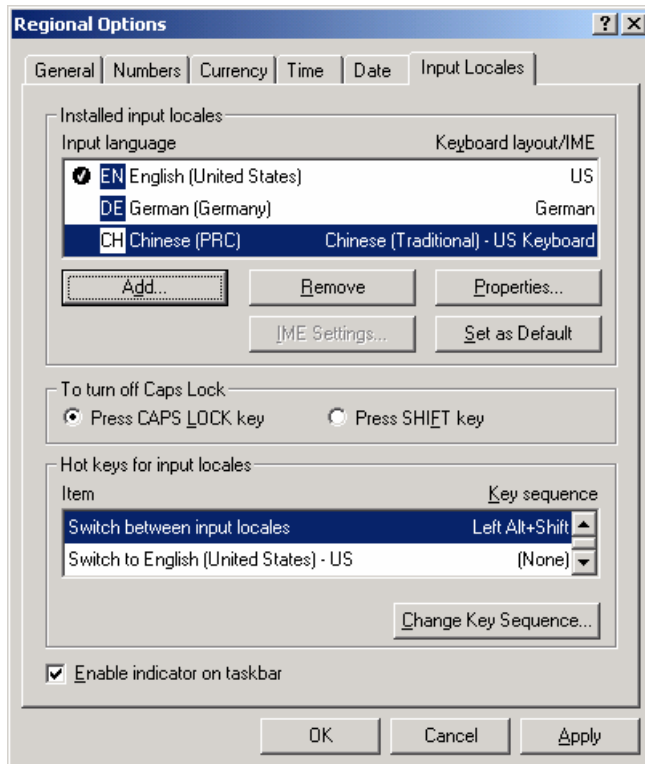 Regional Options
General Numbers Currency Time Date Input Locales
Installed input locales
Input language Keyboard layout/IME
EN English (United States) US
DE German (Germany) German
CH Chinese (PRC) Chinese (Traditional) - US Keyboard
Add... Remove Properties...
IME Settings... Set as Default
To turn off Caps Lock
Press CAPS LOCK key Press SHIFT key
Hot keys for input locales
Item Key sequence
Switch between input locales Left Alt+Shift
Switch to English (United States) - US (None)
Change Key Sequence...
Enable indicator on taskbar
OK Cancel Apply